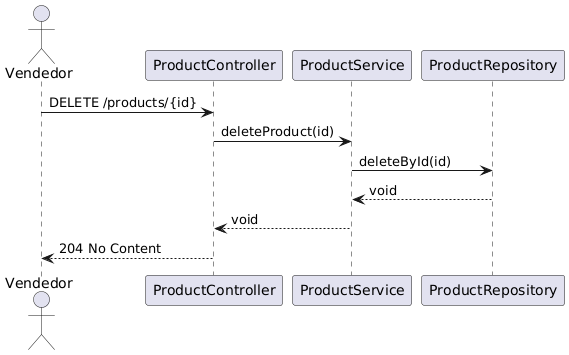 Vendedor
ProductController
ProductService
ProductRepository
DELETE /products/{id}
deleteProduct(id)
deleteById(id)
void
void
204 No Content
Vendedor
ProductController
ProductService
ProductRepository